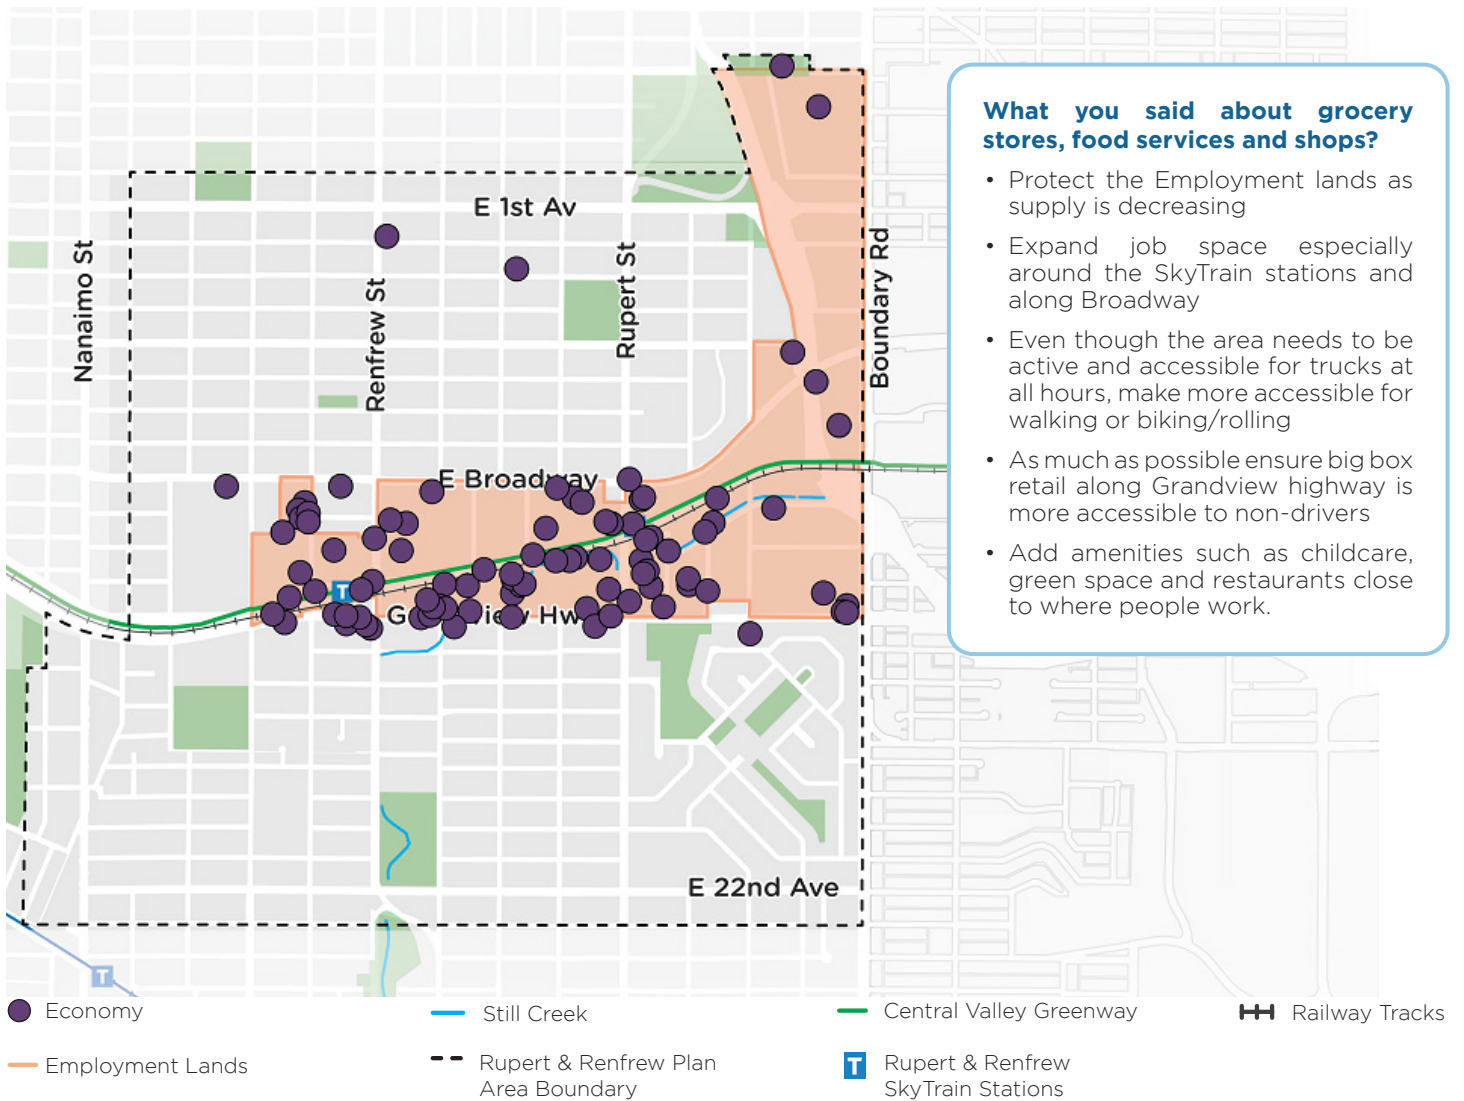 What you said about grocery
stores, food services and shops?
• Protect the Employment lands as
supply is decreasing
• Expand job space especially
around the SkyTrain stations and
along Broadway
• Even though the area needs to be
active and accessible for trucks at
all hours, make more accessible for
walking or biking/rolling
• As much as possible ensure big box
retail along Grandview highway is
more accessible to non-drivers
• Add amenities such as childcare,
green space and restaurants close
to where people work.
E 1st Av
Nanaimo St
Renfrew St
Rupert St
Boundary Rd
E Broadway
T
Hw
E 22nd Ave
T
Economy
Still Creek
Central Valley Greenway
Railway Tracks
Employment Lands
Rupert & Renfrew Plan
Area Boundary
T
Rupert & Renfrew
SkyTrain Stations